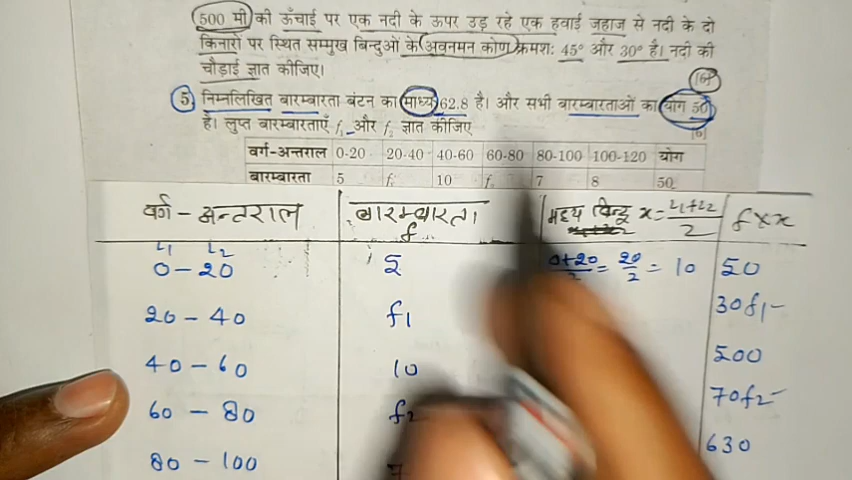 500 मी की ऊँचाई पर एक नदी के ऊपर उड़ रहे एक हवाई जहाज से नदी के दो
किनारों पर स्थित सम्मुख बिन्दुओं के अवनमन कोण क्रमशः 45° और 30° है। नदी की
चौड़ाई ज्ञात कीजिए।
5 निम्नलिखित बारम्बारता बंटन का माध्य 62.8 है। और सभी बारम्बारताओं का योग 50
है। लुप्त बारम्बारताएँ f₁ और f₂ ज्ञात कीजिए
वर्ग-अन्तराल 0-20 20-40 40-60 60-80 80-100 100-120 योग
बारम्बारता 5 f 10 f 7 8 50
वर्ग - अन्तराल बारम्बारता f मध्य बिन्दु x = (L1+L2)/2 f×x
L1 L2
0 - 20 5 (0+20)/2 = 20/2 = 10 50
20 - 40 f1 30f1
40 - 60 10 500
60 - 80 f2 70f2
80 - 100 7 630